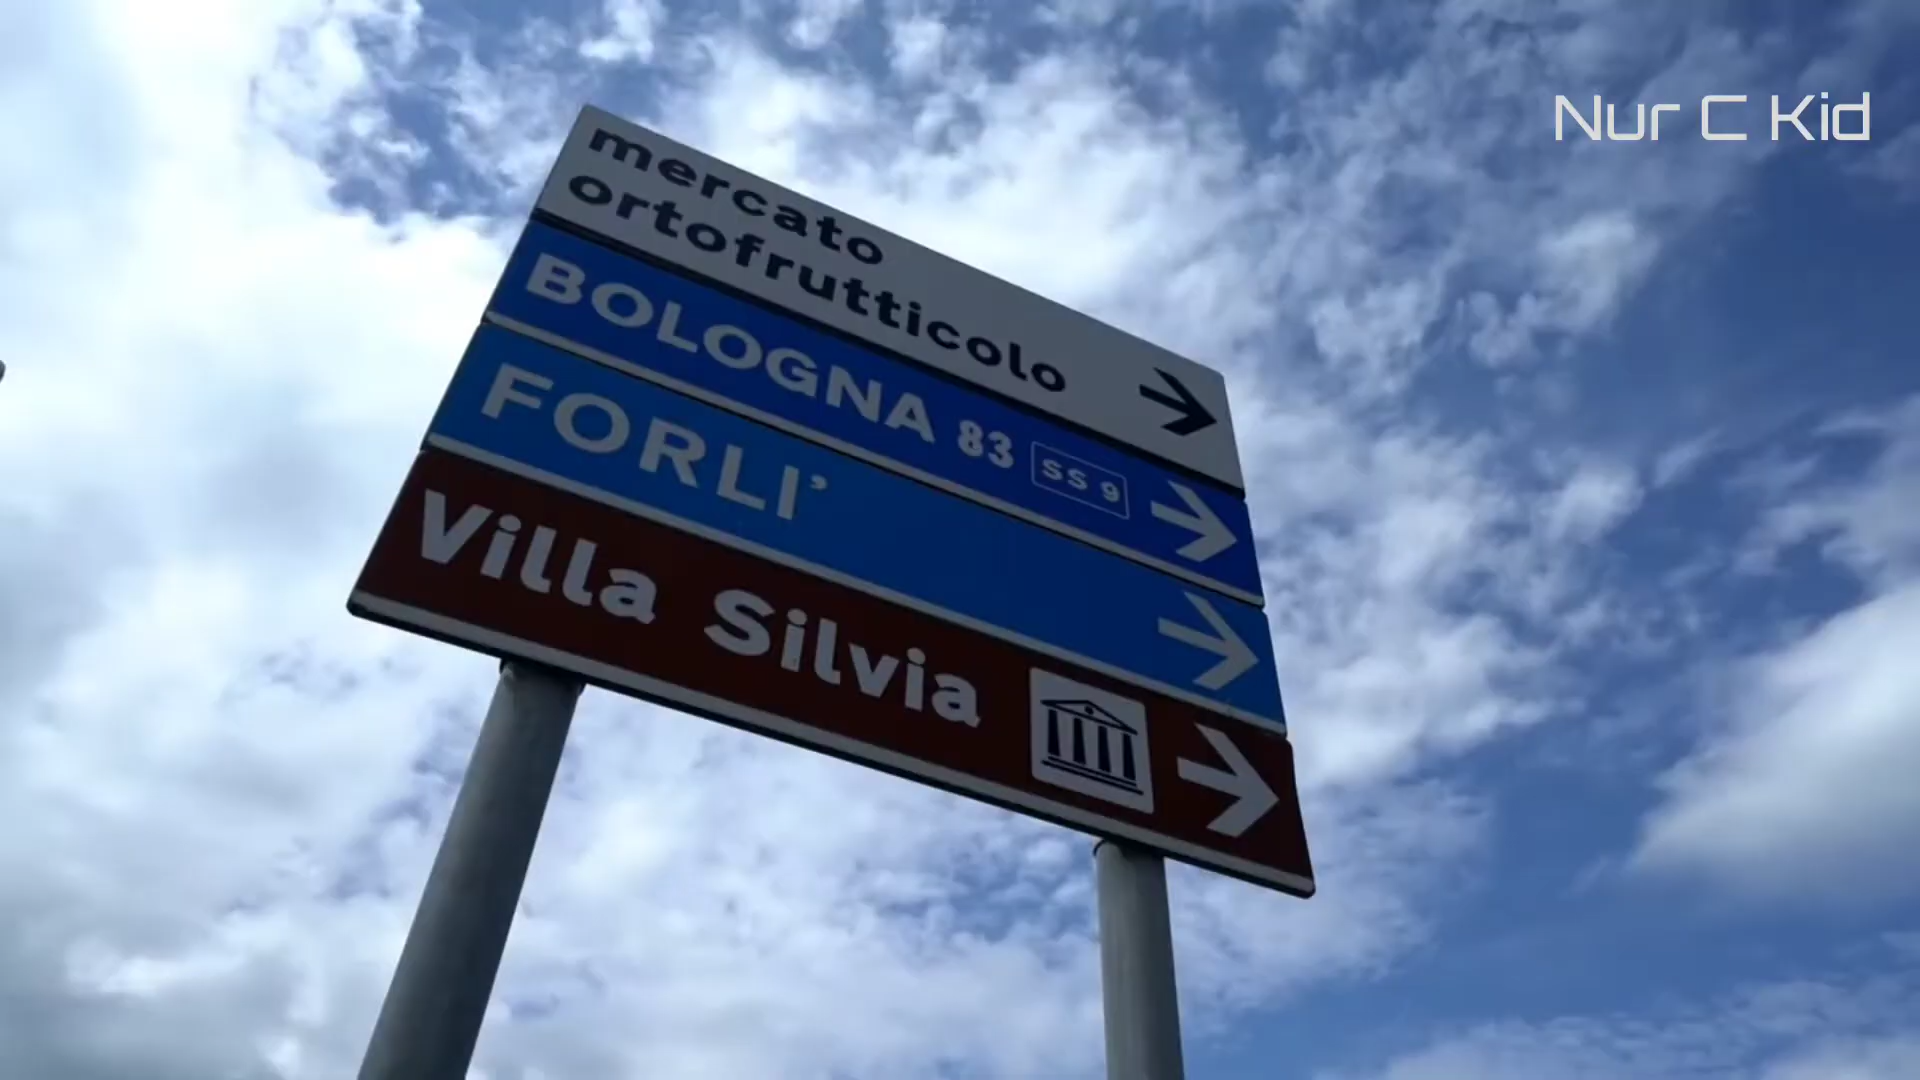 Nur C Kid
mercato
ortofrutticolo
BOLOGNA 83 SS 9
FORLI'
Villa Silvia